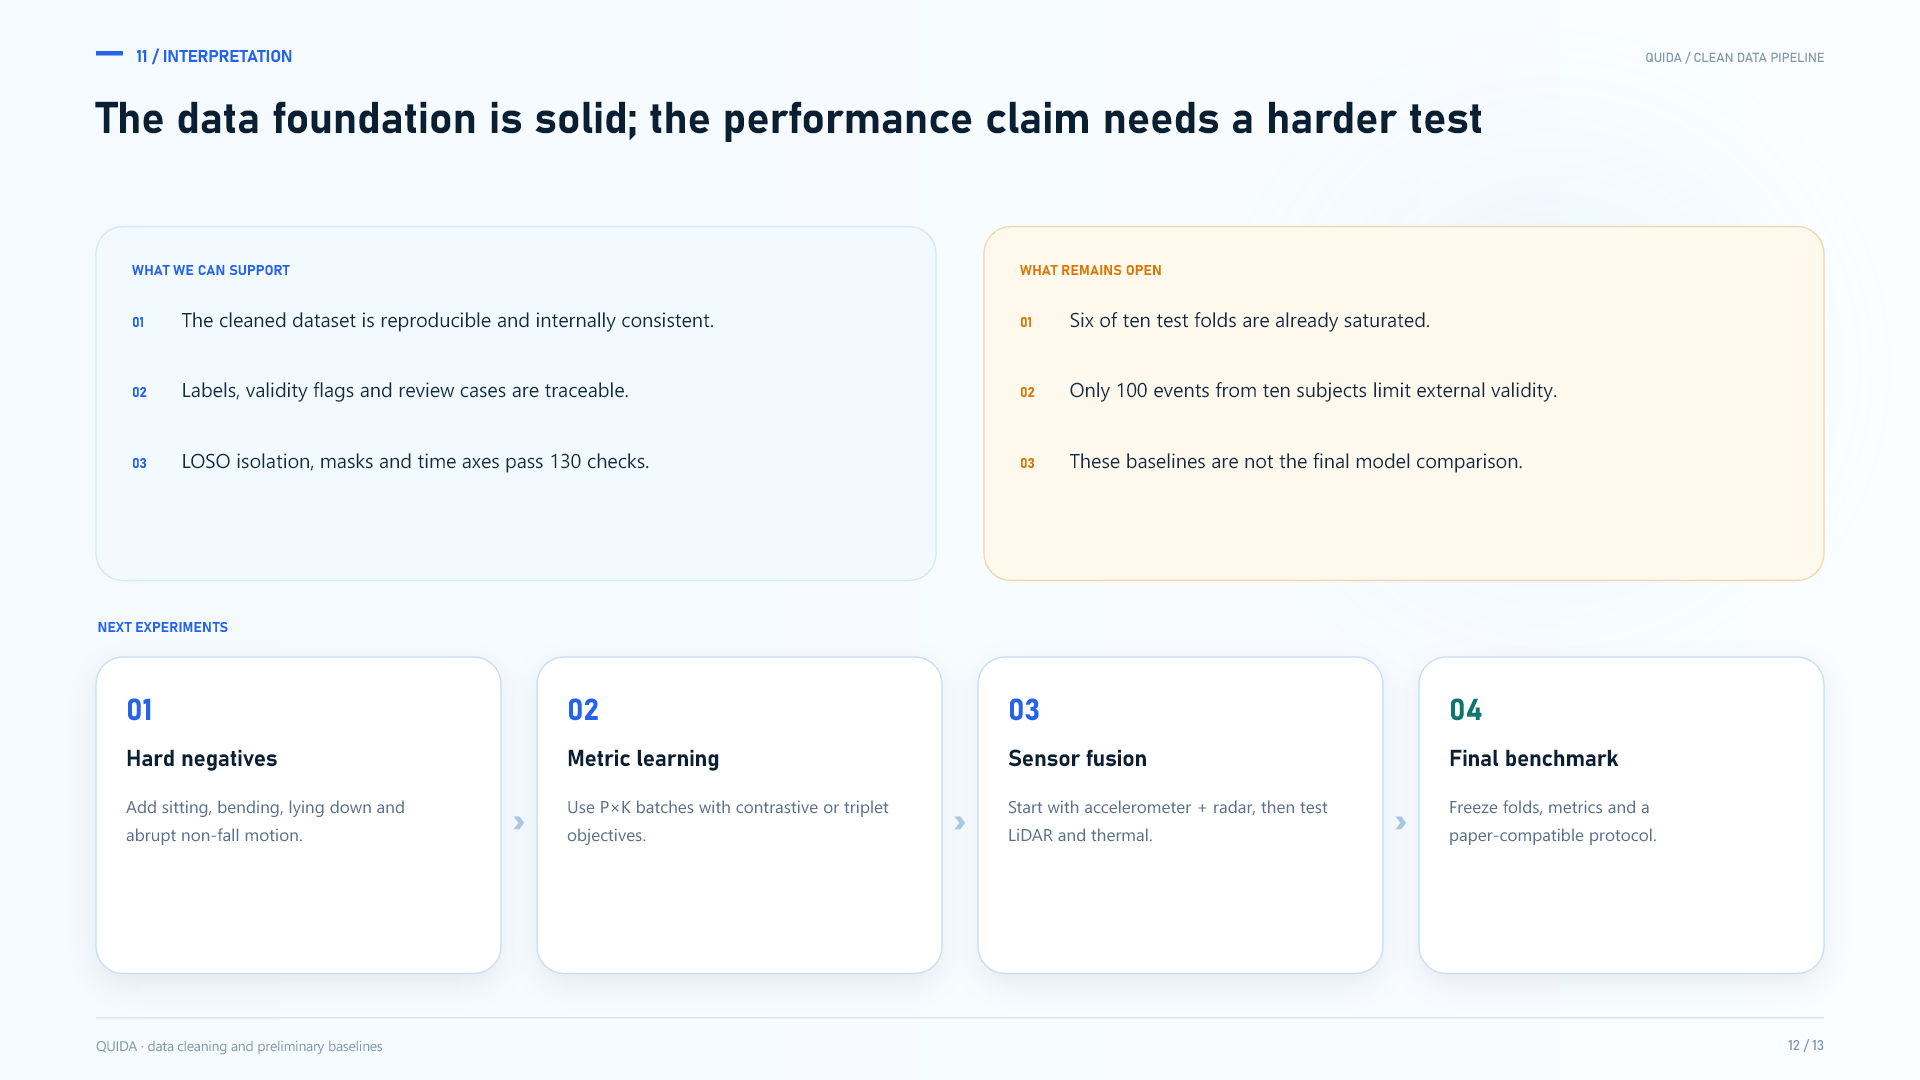 11 / INTERPRETATION
QUIDA / CLEAN DATA PIPELINE
The data foundation is solid; the performance claim needs a harder test
WHAT WE CAN SUPPORT
01 The cleaned dataset is reproducible and internally consistent.
02 Labels, validity flags and review cases are traceable.
03 LOSO isolation, masks and time axes pass 130 checks.
WHAT REMAINS OPEN
01 Six of ten test folds are already saturated.
02 Only 100 events from ten subjects limit external validity.
03 These baselines are not the final model comparison.
NEXT EXPERIMENTS
01
Hard negatives
Add sitting, bending, lying down and
abrupt non-fall motion.
›
02
Metric learning
Use P×K batches with contrastive or triplet
objectives.
›
03
Sensor fusion
Start with accelerometer + radar, then test
LiDAR and thermal.
›
04
Final benchmark
Freeze folds, metrics and a
paper-compatible protocol.
QUIDA · data cleaning and preliminary baselines
12 / 13